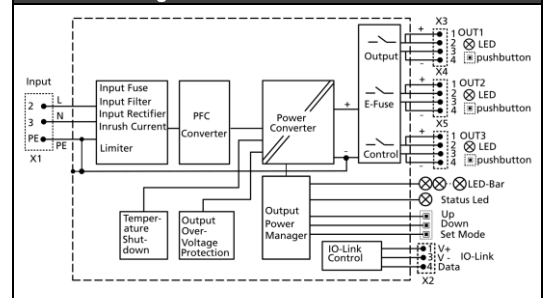 X3
+
1 OUT1
2 LED
3
4 pushbutton
-
X4
+
1 OUT2
2 LED
3
4 pushbutton
-
X5
+
1 OUT3
2 LED
3
4 pushbutton
-
Output
E-Fuse
Control
Input
2
L
3
N
PE
PE
X1
Input Fuse
Input Filter
Input Rectifier
Inrush Current
Limiter
PFC
Converter
Power
Converter
+
-
Temper-
ature
Shut-
down
Output
Over-
Voltage
Protection
Output
Power
Manager
LED-Bar
Status Led
Up
Down
Set Mode
IO-Link
Control
1 V+
3 V -
4 Data
IO-Link
X2